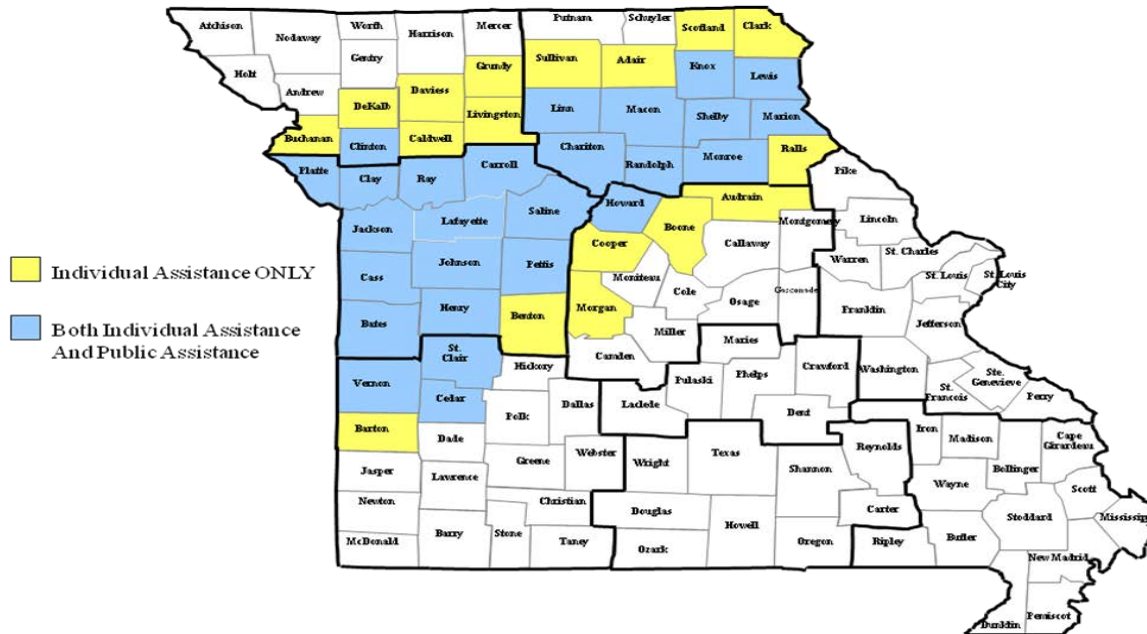 Atchison
Nodaway
Worth
Harrison
Mercer
Putnam
Schuyler
Scotland
Clark
Holt
Gentry
Grundy
Sullivan
Adair
Knox
Lewis
Andrew
DeKalb
Daviess
Livingston
Linn
Macon
Shelby
Marion
Buchanan
Clinton
Caldwell
Chariton
Randolph
Monroe
Ralls
Platte
Clay
Ray
Carroll
Pike
Audrain
Howard
Saline
Lafayette
Jackson
Boone
Montgomery
Lincoln
Cooper
Callaway
Warren
St. Charles
St. Louis
St. Louis
City
Individual Assistance ONLY
Cass
Johnson
Pettis
Moniteau
Cole
Osage
Gasconade
Franklin
Jefferson
Both Individual Assistance
And Public Assistance
Bates
Henry
Benton
Morgan
Miller
Maries
St.
Clair
Hickory
Camden
Pulaski
Phelps
Crawford
Washington
Ste.
Genevieve
St.
Francois
Perry
Vernon
Cedar
Polk
Dallas
Laclede
Dent
Barton
Dade
Iron
Madison
Cape
Girardeau
Reynolds
Jasper
Lawrence
Greene
Webster
Wright
Texas
Shannon
Bollinger
Wayne
Scott
Newton
Christian
Douglas
Howell
Carter
Stoddard
Mississip
McDonald
Barry
Stone
Taney
Ozark
Oregon
Ripley
Butler
New Madrid
Pemiscot
Dunklin